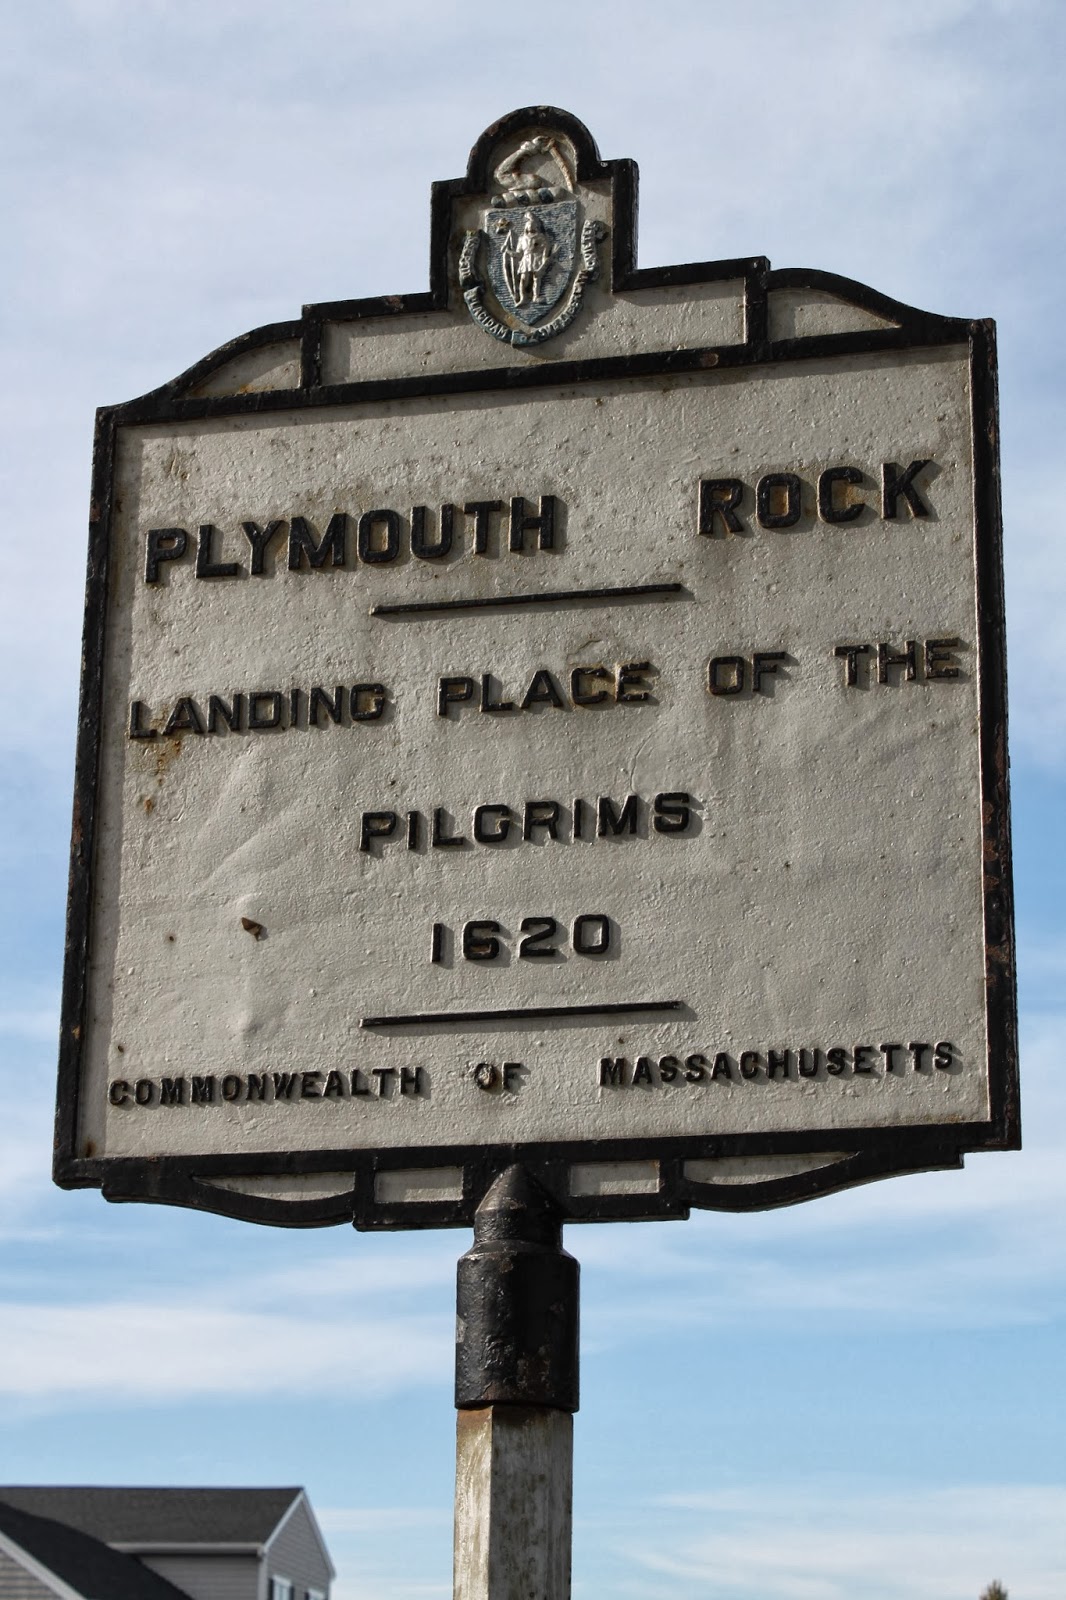 PLYMOUTH ROCK
LANDING PLACE OF THE
PILGRIMS
1620
COMMONWEALTH OF MASSACHUSETTS